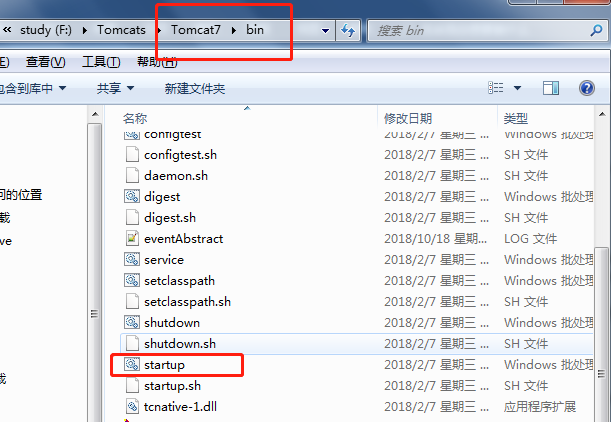 « study (F:) ▸ Tomcats ▸ Tomcat7 ▸ bin 搜索 bin
E) 查看(V) 工具(T) 帮助(H)
包含到库中 共享 新建文件夹
名称 修改日期 类型
configtest 2018/2/7 星期三 ... Windows 批处理
configtest.sh 2018/2/7 星期三 ... SH 文件
daemon.sh 2018/2/7 星期三 ... SH 文件
问的位置
digest 2018/2/7 星期三 ... Windows 批处理
载
digest.sh 2018/2/7 星期三 ... SH 文件
ve
eventAbstract 2018/10/18 星期... LOG 文件
service 2018/2/7 星期三 ... Windows 批处理
setclasspath 2018/2/7 星期三 ... Windows 批处理
setclasspath.sh 2018/2/7 星期三 ... SH 文件
shutdown 2018/2/7 星期三 ... Windows 批处理
shutdown.sh 2018/2/7 星期三 ... SH 文件
startup 2018/2/7 星期三 ... Windows 批处理
载
startup.sh 2018/2/7 星期三 ... SH 文件
tcnative-1.dll 2018/2/7 星期三 ... 应用程序扩展